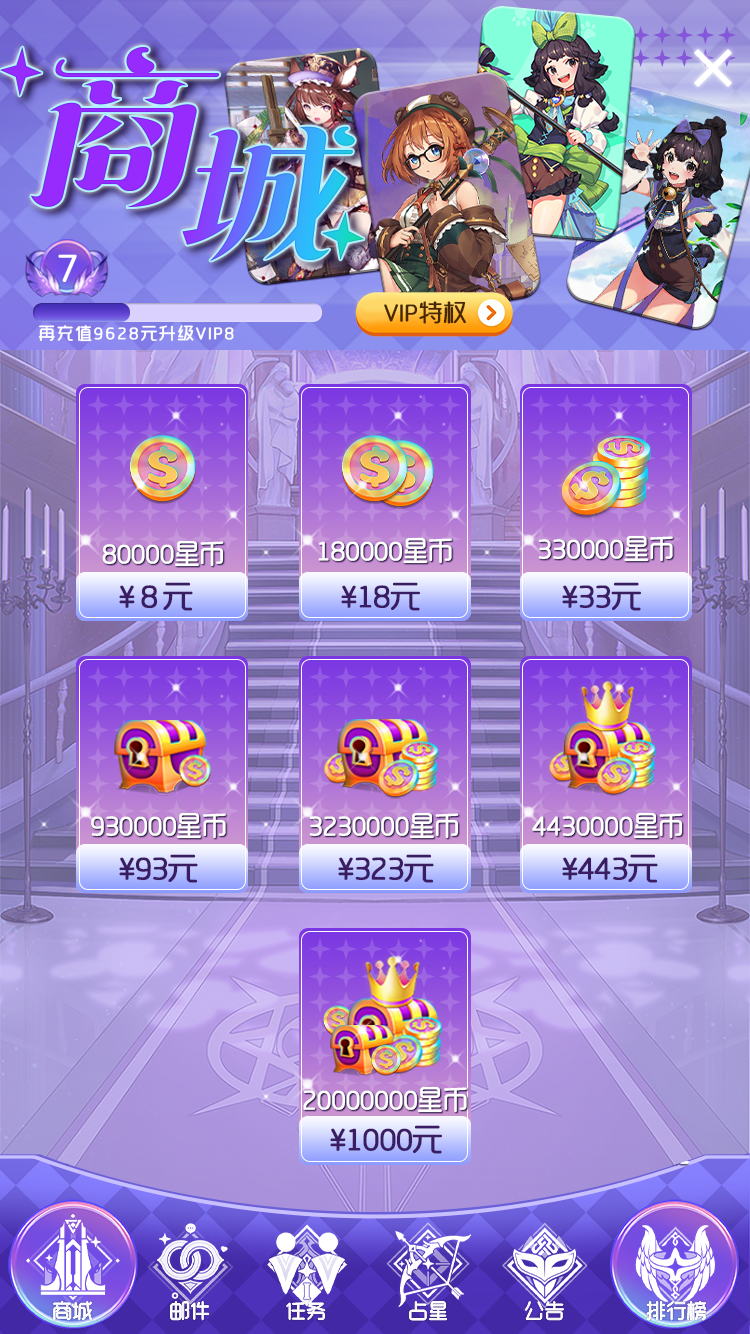 商城
7
VIP特权
再充值9628元升级VIP8
80000星币
180000星币
330000星币
¥8元
¥18元
¥33元
930000星币
3230000星币
4430000星币
¥93元
¥323元
¥443元
20000000星币
¥1000元
商城
邮件
任务
占星
公告
排行榜